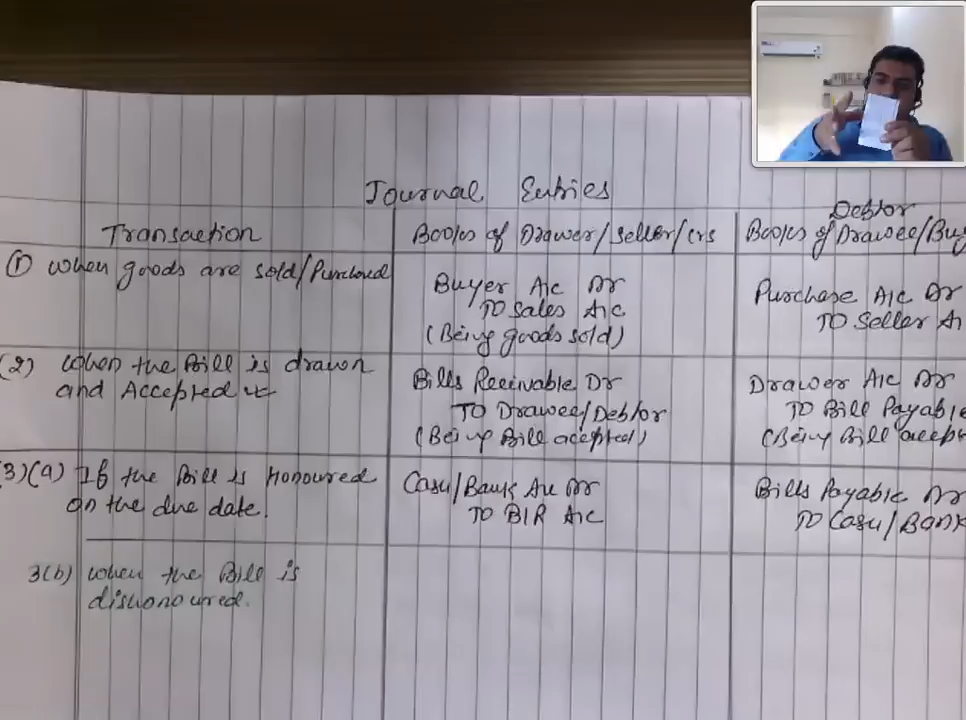 Journal Entries
Transaction
Books of Drawer/Seller/Crs
Debtor
Books of Drawee/Buy
(1) When goods are sold/Purchased
Buyer A/c Dr
To Sales A/c
(Being goods sold)
Purchase A/c Dr
To Seller A
(2) When the Bill is drawn
and Accepted
Bills Receivable Dr
To Drawee/Debtor
(Being Bill accepted)
Drawer A/c Dr
To Bill Payable
(Being Bill accep
(3)(a) If the Bill is Honoured
on the due date.
Cash/Bank A/c Dr
To B/R A/c
Bills Payable Dr
To Cash/Bank
3(b) When the Bill is
dishonoured.